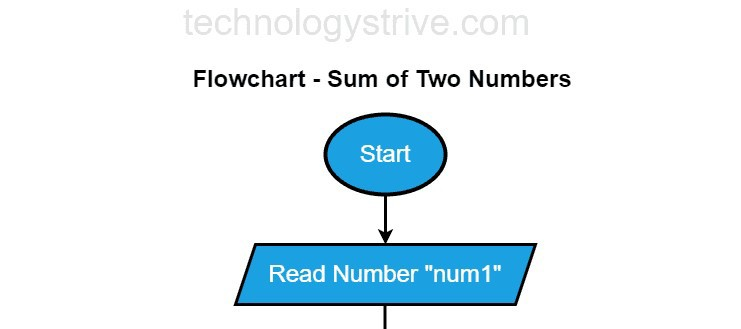 technologystrive.com
Flowchart - Sum of Two Numbers
Start
Read Number "num1"